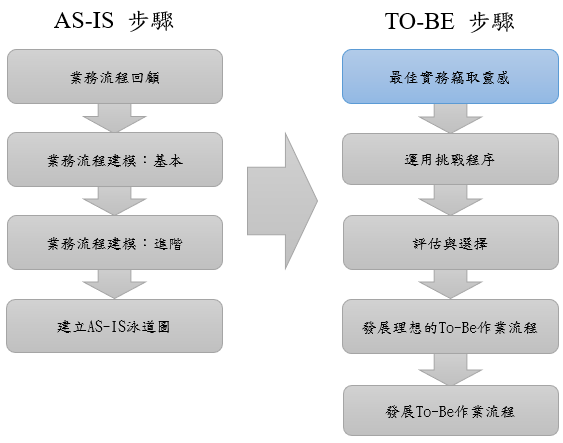 AS-IS 步驟
業務流程回顧
業務流程建模：基本
業務流程建模：進階
建立AS-IS泳道圖
TO-BE 步驟
最佳實務竊取靈感
運用挑戰程序
評估與選擇
發展理想的To-Be作業流程
發展To-Be作業流程